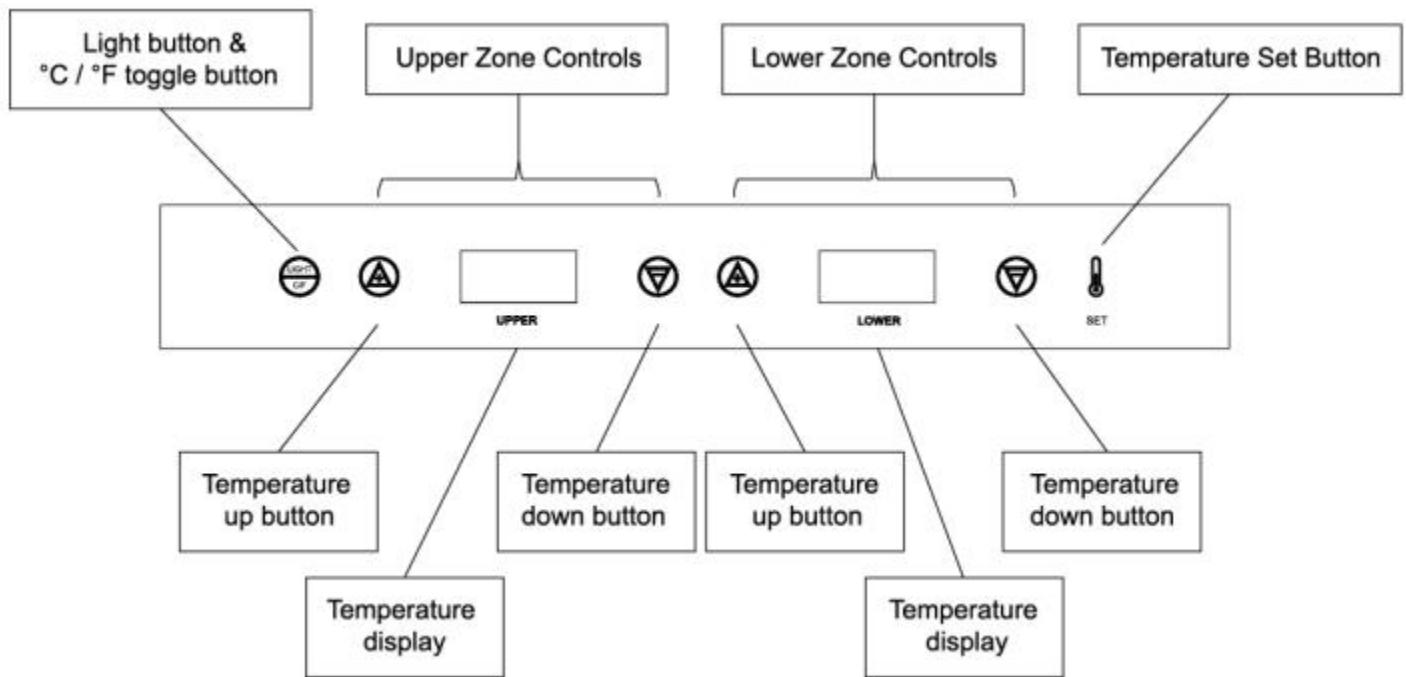 Light button &
°C / °F toggle button
Upper Zone Controls
Lower Zone Controls
Temperature Set Button
LIGHT
C/F
UPPER
LOWER
SET
Temperature
up button
Temperature
down button
Temperature
up button
Temperature
down button
Temperature
display
Temperature
display